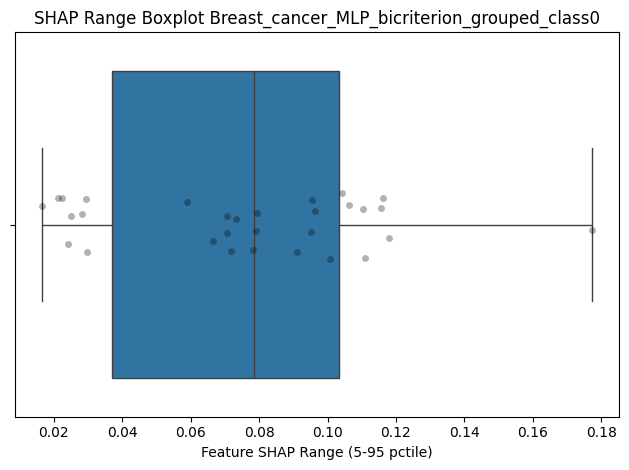 SHAP Range Boxplot Breast_cancer_MLP_bicriterion_grouped_class0
0.02 0.04 0.06 0.08 0.10 0.12 0.14 0.16 0.18
Feature SHAP Range (5-95 pctile)